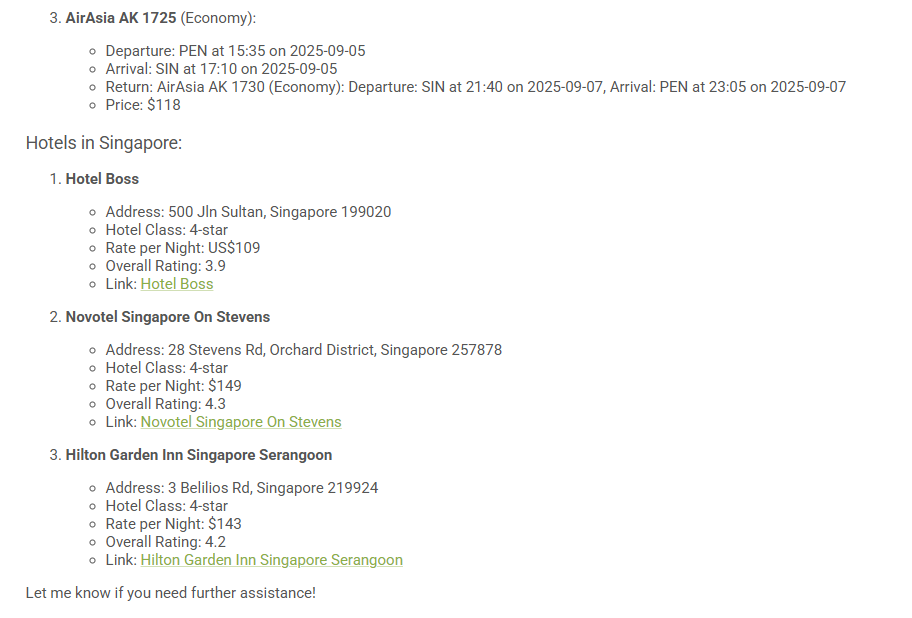 3. AirAsia AK 1725 (Economy):
○ Departure: PEN at 15:35 on 2025-09-05
○ Arrival: SIN at 17:10 on 2025-09-05
○ Return: AirAsia AK 1730 (Economy): Departure: SIN at 21:40 on 2025-09-07, Arrival: PEN at 23:05 on 2025-09-07
○ Price: $118
Hotels in Singapore:
1. Hotel Boss
○ Address: 500 Jln Sultan, Singapore 199020
○ Hotel Class: 4-star
○ Rate per Night: US$109
○ Overall Rating: 3.9
○ Link: Hotel Boss
2. Novotel Singapore On Stevens
○ Address: 28 Stevens Rd, Orchard District, Singapore 257878
○ Hotel Class: 4-star
○ Rate per Night: $149
○ Overall Rating: 4.3
○ Link: Novotel Singapore On Stevens
3. Hilton Garden Inn Singapore Serangoon
○ Address: 3 Belilios Rd, Singapore 219924
○ Hotel Class: 4-star
○ Rate per Night: $143
○ Overall Rating: 4.2
○ Link: Hilton Garden Inn Singapore Serangoon
Let me know if you need further assistance!